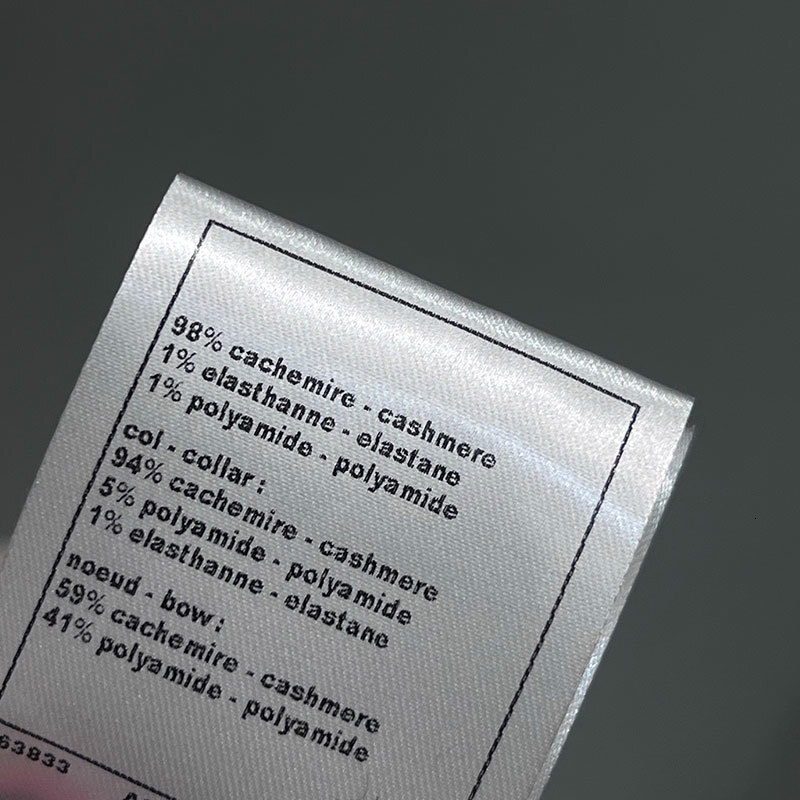 98% cachemire - cashmere
1% elasthanne - elastane
1% polyamide - polyamide
col - collar :
94% cachemire - cashmere
5% polyamide - polyamide
1% elasthanne - elastane
noeud - bow :
59% cachemire - cashmere
41% polyamide - polyamide
63833